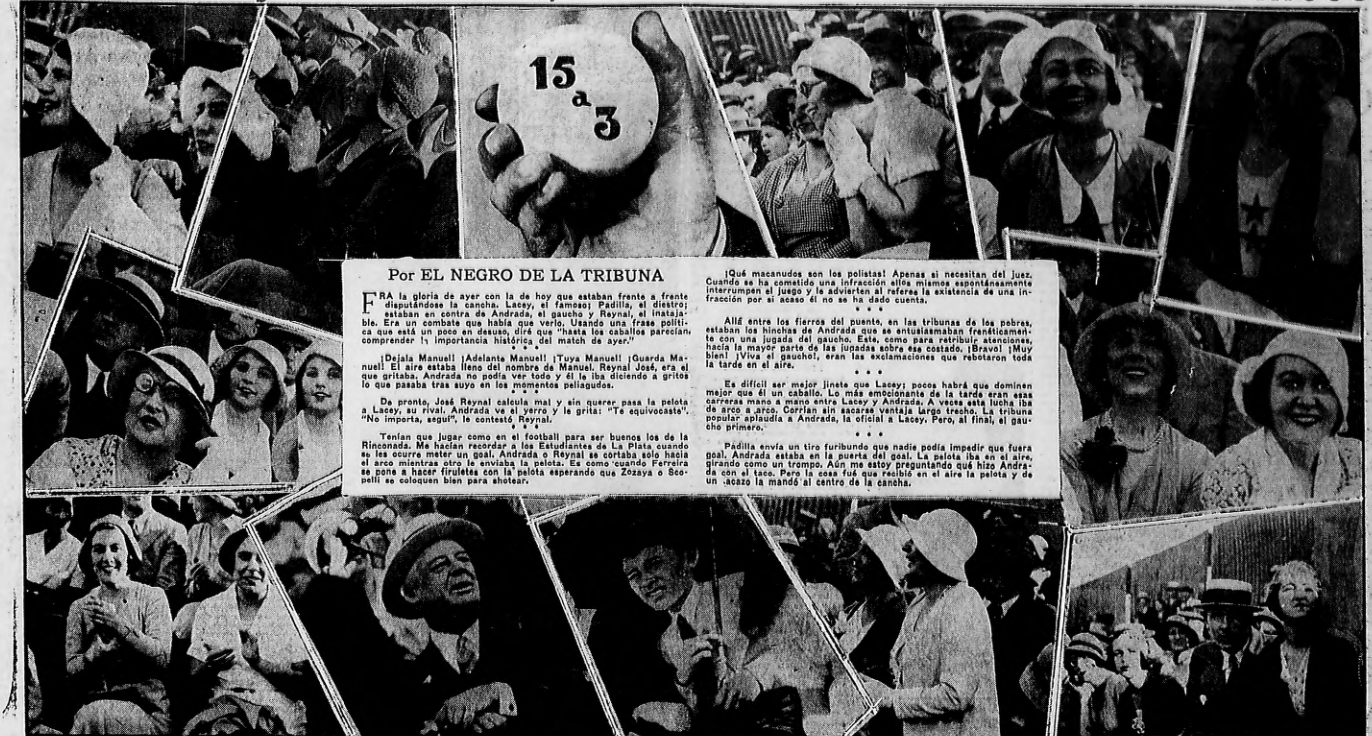 15
a
3
Por EL NEGRO DE LA TRIBUNA
ERA la gloria de ayer con la de hoy que estaban frente a frente
disputándose la cancha. Lacey, el famoso; Padilla, el diestro;
estaban en contra de Andrada, el gaucho y Reynal, el inataja-
ble. Era un combate que había que verlo. Usando una frase políti-
ca que está un poco en desuso, diré que "hasta los caballos parecían
comprender importancia histórica del match de ayer."
* * *
¡Dejala Manuel! ¡Adelante Manuel! ¡Tuya Manuel! ¡Guarda Ma-
nuel! El aire estaba lleno del nombre de Manuel. Reynal José, era el
que gritaba. Andrada no podía ver todo y él le iba diciendo a gritos
lo que pasaba tras suyo en los momentos peliagudos.
* * *
De pronto, José Reynal calcula mal y sin querer pasa la pelota
a Lacey, su rival. Andrada ve el yerro y le grita: "Te equivocaste".
"No importa, seguí", le contestó Reynal.
* * *
Tenían que jugar como en el football para ser buenos los de la
Rinconada. Me hacían recordar a los Estudiantes de La Plata cuando
se les ocurre meter un goal. Andrada o Reynal se cortaba solo hacia
el arco mientras otro le enviaba la pelota. Es como cuando Ferreira
se pone a hacer firuletes con la pelota esperando que Zozaya o Sco-
pelli se coloquen bien para shotear.
¡Qué macanudos son los polistas! Apenas si necesitan del juez.
Cuando se ha cometido una infracción ellos mismos espontáneamente
interrumpen el juego y le advierten al referee la existencia de una in-
fracción por si acaso él no se ha dado cuenta.
* * *
Allá entre los fierros del puente, en las tribunas de los pobres,
estaban los hinchas de Andrada que se entusiasmaban frenéticamen-
te con una jugada del gaucho. Este, como para retribuir atenciones,
hacía la mayor parte de las jugadas sobre ese costado. ¡Bravo! ¡Muy
bien! ¡Viva el gaucho!, eran las exclamaciones que rebotaron toda
la tarde en el aire.
* * *
Es difícil ser mejor jinete que Lacey; pocos habrá que dominen
mejor que él un caballo. Lo más emocionante de la tarde eran esas
carreras mano a mano entre Lacey y Andrada. A veces esta lucha iba
de arco a arco. Corrían sin sacarse ventaja largo trecho. La tribuna
popular aplaudía a Andrada, la oficial a Lacey. Pero, al final, el gau-
cho primero.
* * *
Padilla envía un tiro furibundo que nadie podía impedir que fuera
goal. Andrada estaba en la puerta del goal. La pelota iba en el aire,
girando como un trompo. Aún me estoy preguntando qué hizo Andra-
da con el taco. Pero la cosa fué que recibió en el aire la pelota y de
un la mandó al centro de la cancha.